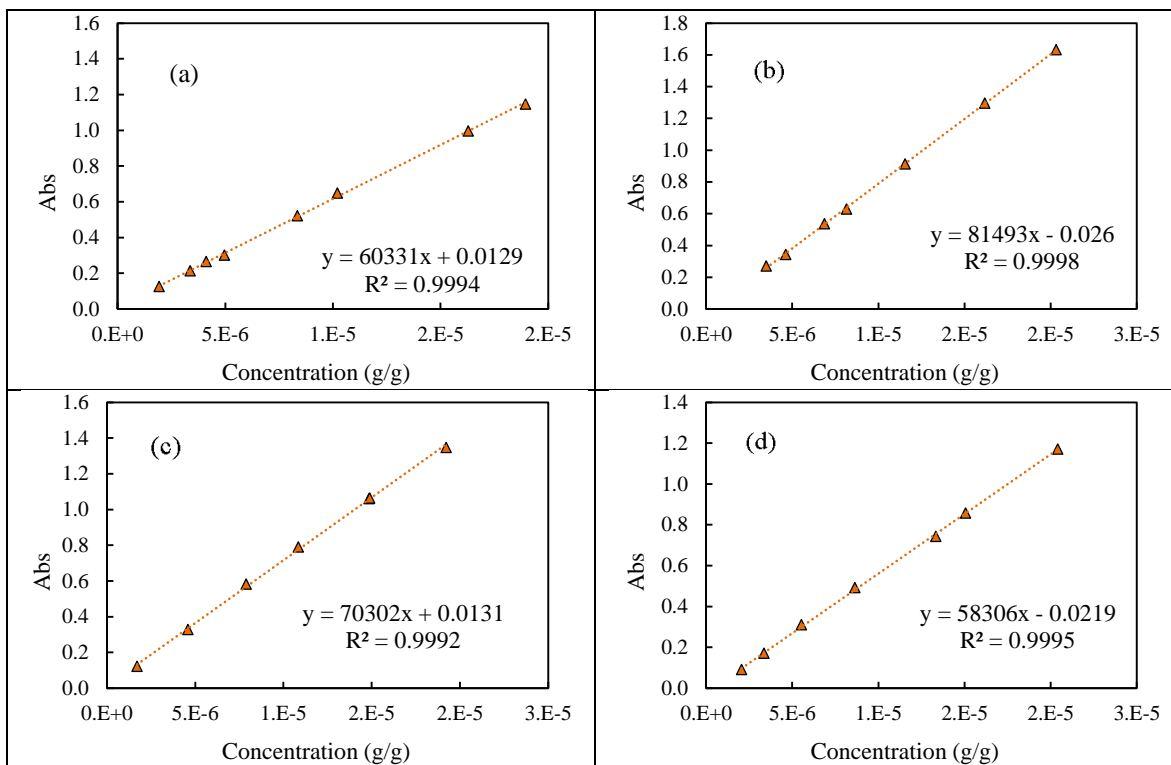 1.6
1.4
1.2
1.0
0.8
0.6
0.4
0.2
0.0
Abs
(a)
y = 60331x + 0.0129
R² = 0.9994
0.E+0 5.E-6 1.E-5 2.E-5 2.E-5
Concentration (g/g)
1.8
1.6
1.4
1.2
1.0
0.8
0.6
0.4
0.2
0.0
Abs
(b)
y = 81493x - 0.026
R² = 0.9998
0.E+0 5.E-6 1.E-5 2.E-5 2.E-5 3.E-5
Concentration (g/g)
1.6
1.4
1.2
1.0
0.8
0.6
0.4
0.2
0.0
Abs
(c)
y = 70302x + 0.0131
R² = 0.9992
0.E+0 5.E-6 1.E-5 2.E-5 2.E-5 3.E-5
Concentration (g/g)
1.4
1.2
1.0
0.8
0.6
0.4
0.2
0.0
Abs
(d)
y = 58306x - 0.0219
R² = 0.9995
0.E+0 5.E-6 1.E-5 2.E-5 2.E-5 3.E-5
Concentration (g/g)